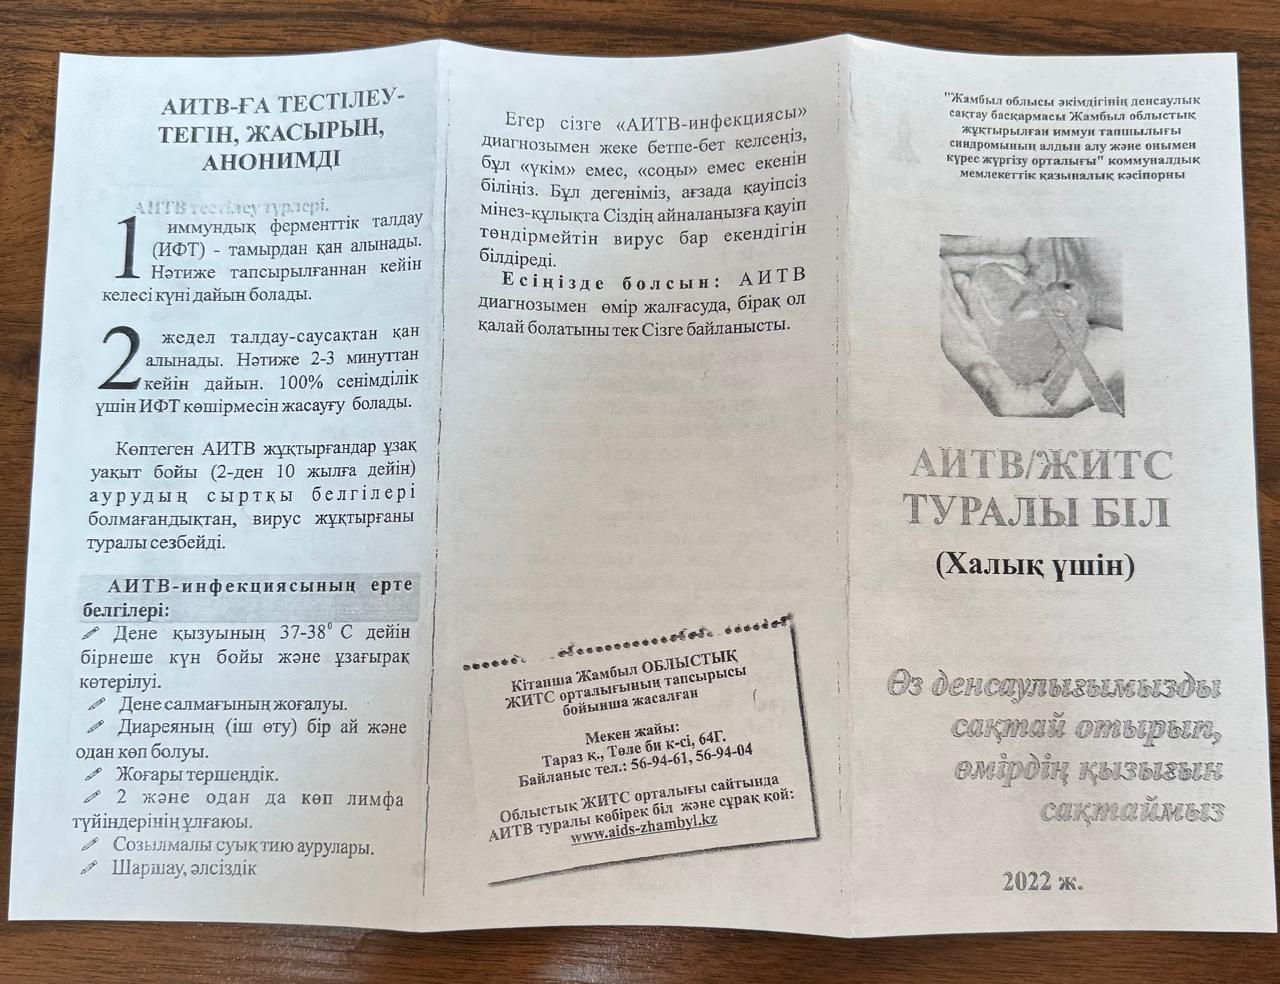 АИТВ-ҒА ТЕСТІЛЕУ-
ТЕГІН, ЖАСЫРЫН,
АНОНИМДІ
АИТВ тестілеу түрлері.
1 иммундық ферменттік талдау
(ИФТ) - тамырдан қан алынады.
Нәтиже тапсырылғаннан кейін
келесі күні дайын болады.
2 жедел талдау-саусақтан қан
алынады. Нәтиже 2-3 минуттан
кейін дайын. 100% сенімділік
үшін ИФТ көшірмесін жасауғу болады.
Көптеген АИТВ жұқтырғандар ұзақ
уақыт бойы (2-ден 10 жылға дейін)
аурудың сыртқы белгілері
болмағандықтан, вирус жұқтырғаны
туралы сезбейді.
АИТВ-инфекциясының ерте
белгілері:
Дене қызуының 37-38⁰ С дейін
бірнеше күн бойы және ұзағырақ
көтерілуі.
Дене салмағының жоғалуы.
Диареяның (іш өту) бір ай және
одан көп болуы.
Жоғары тершеңдік.
2 және одан да көп лимфа
түйіндерінің ұлғаюы.
Созылмалы суық тию аурулары.
Шаршау, әлсіздік
Егер сізге «АИТВ-инфекциясы»
диагнозымен жеке бетпе-бет келсеңіз,
бұл «үкім» емес, «соңы» емес екенін
біліңіз. Бұл дегеніміз, ағзада қауіпсіз
мінез-құлықта Сіздің айналаңызға қауіп
төндірмейтін вирус бар екендігін
білдіреді.
Есіңізде болсын: АИТВ
диагнозымен өмір жалғасуда, бірақ ол
қалай болатыны тек Сізге байланысты.
Кітапша Жамбыл ОБЛЫСТЫҚ
ЖИТС орталығының тапсырысы
бойынша жасалған
Мекен жайы:
Тараз қ., Төле би к-сі, 64Г.
Байланыс тел.: 56-94-61, 56-94-04
Облыстық ЖИТС орталығы сайтында
АИТВ туралы көбірек біл және сұрақ қой:
www.aids-zhambyl.kz
"Жамбыл облысы әкімдігінің денсаулық
сақтау басқармасы Жамбыл облыстық
жұқтырылған иммун тапшылығы
синдромының алдын алу және онымен
күрес жүргізу орталығы" коммуналдық
мемлекеттік қазыналық кәсіпорны
АИТВ/ЖИТС
ТУРАЛЫ БІЛ
(Халық үшін)
Өз денсаулығымызды
сақтай отырып,
өмірдің қызығын
сақтаймыз
2022 ж.